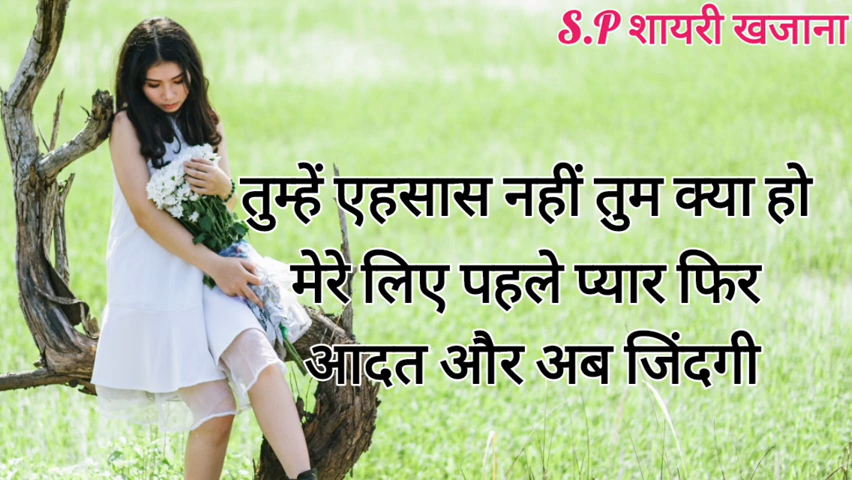 S.P शायरी खजाना
तुम्हें एहसास नहीं तुम क्या हो
मेरे लिए पहले प्यार फिर
आदत और अब जिंदगी